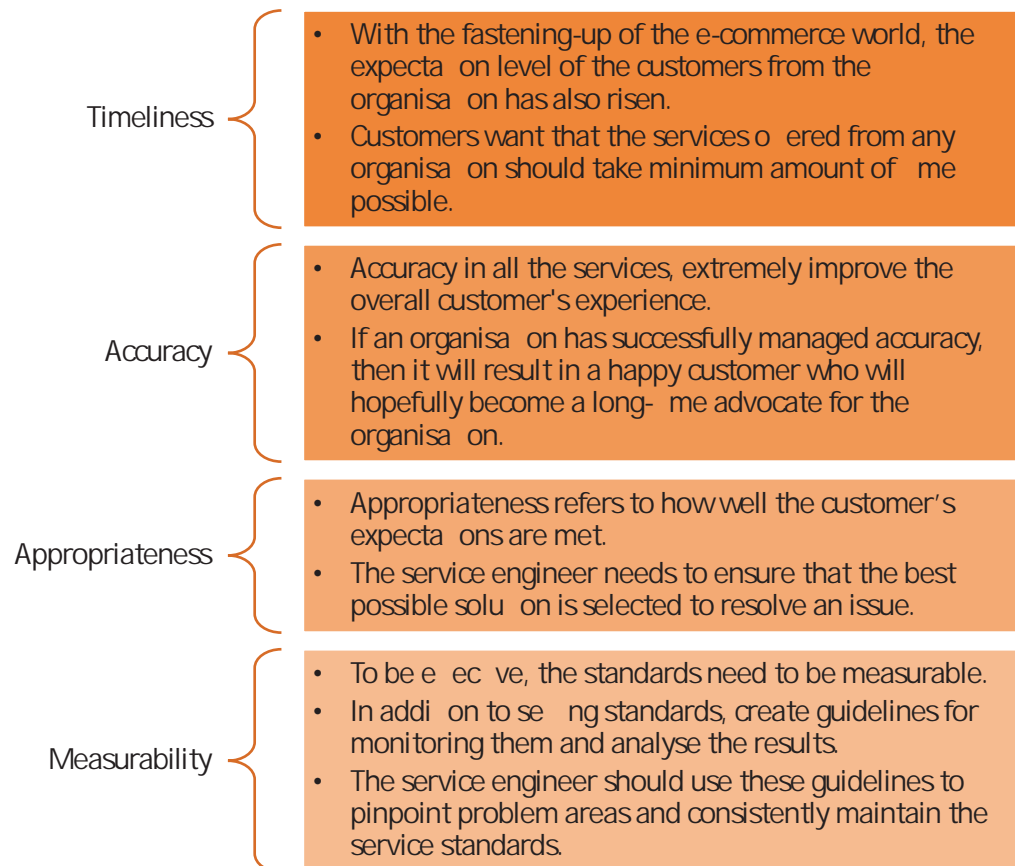 Timeliness
• With the fastening-up of the e-commerce world, the
expecta on level of the customers from the
organisa on has also risen.
• Customers want that the services o ered from any
organisa on should take minimum amount of me
possible.
Accuracy
• Accuracy in all the services, extremely improve the
overall customer's experience.
• If an organisa on has successfully managed accuracy,
then it will result in a happy customer who will
hopefully become a long- me advocate for the
organisa on.
Appropriateness
• Appropriateness refers to how well the customer’s
expecta ons are met.
• The service engineer needs to ensure that the best
possible solu on is selected to resolve an issue.
Measurability
• To be e ec ve, the standards need to be measurable.
• In addi on to se ng standards, create guidelines for
monitoring them and analyse the results.
• The service engineer should use these guidelines to
pinpoint problem areas and consistently maintain the
service standards.